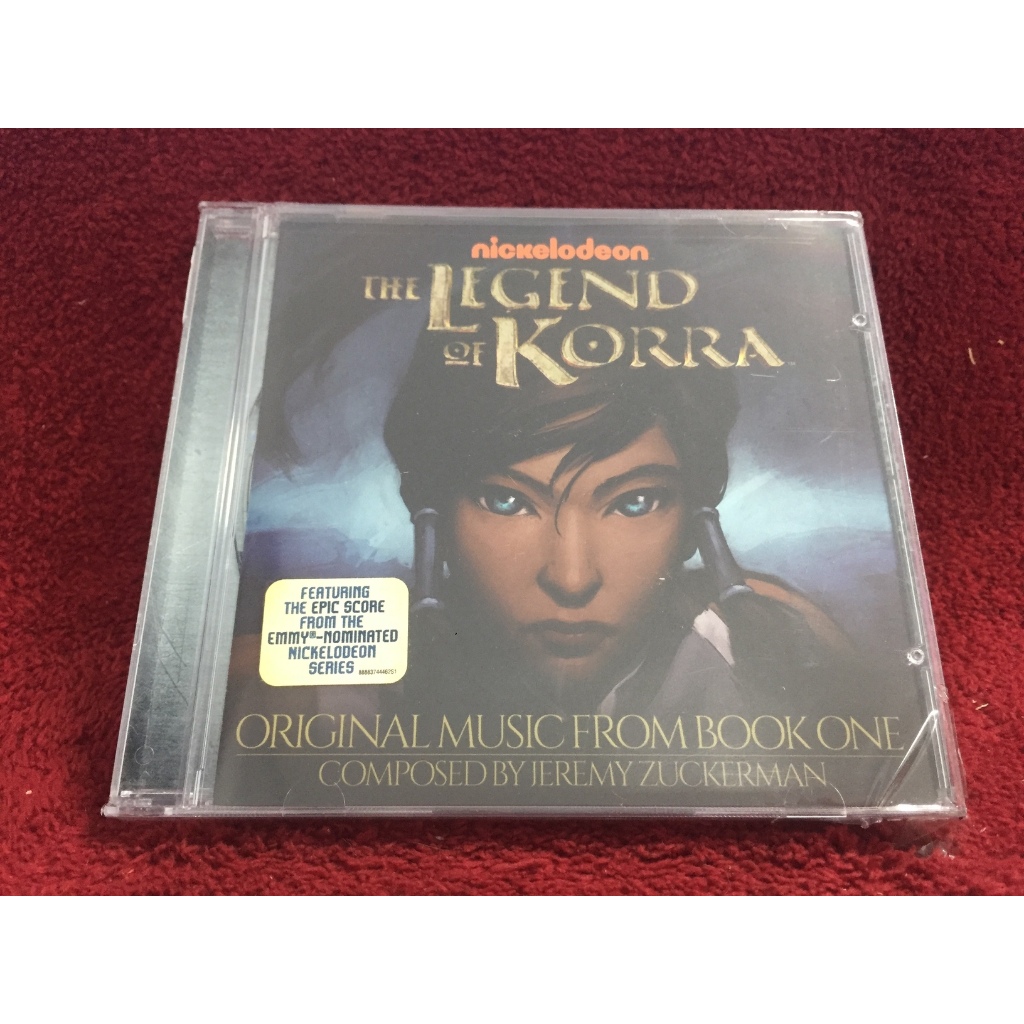 nickelodeon
THE LEGEND
OF KORRA™
FEATURING
THE EPIC SCORE
FROM THE
EMMY®-NOMINATED
NICKELODEON
SERIES
ORIGINAL MUSIC FROM BOOK ONE
COMPOSED BY JEREMY ZUCKERMAN